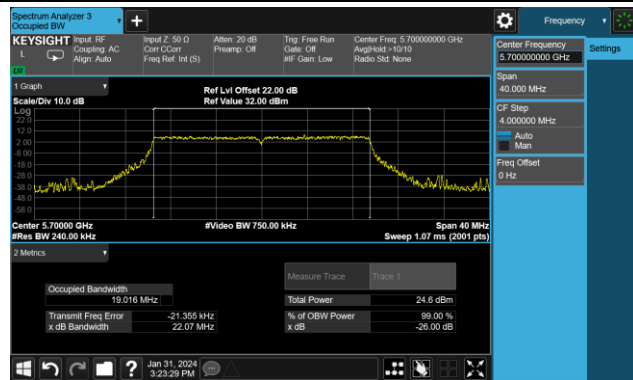 Spectrum Analyzer 3
Occupied BW
Frequency
KEYSIGHT
L
Input: RF
Coupling: AC
Align: Auto
Input Z: 50 Ω
Corr CCorr
Freq Ref: Int (S)
Atten: 20 dB
Preamp: Off
Trig: Free Run
Gate: Off
#IF Gain: Low
Center Freq: 5.700000000 GHz
Avg|Hold:>10/10
Radio Std: None
LM
Center Frequency
5.700000000 GHz
Settings
Span
40.000 MHz
CF Step
4.000000 MHz
Auto
Man
Freq Offset
0 Hz
1 Graph
Scale/Div 10.0 dB
Ref Lvl Offset 22.00 dB
Ref Value 32.00 dBm
Log
22.0
12.0
2.00
-8.00
-18.0
-28.0
-38.0
-48.0
-58.0
Center 5.70000 GHz
#Video BW 750.00 kHz
Span 40 MHz
#Res BW 240.00 kHz
Sweep 1.07 ms (2001 pts)
2 Metrics
Measure Trace
Trace 1
Occupied Bandwidth
19.016 MHz
Total Power
24.6 dBm
Transmit Freq Error
-21.355 kHz
% of OBW Power
99.00 %
x dB Bandwidth
22.07 MHz
x dB
-26.00 dB
?
Jan 31, 2024
3:23:29 PM